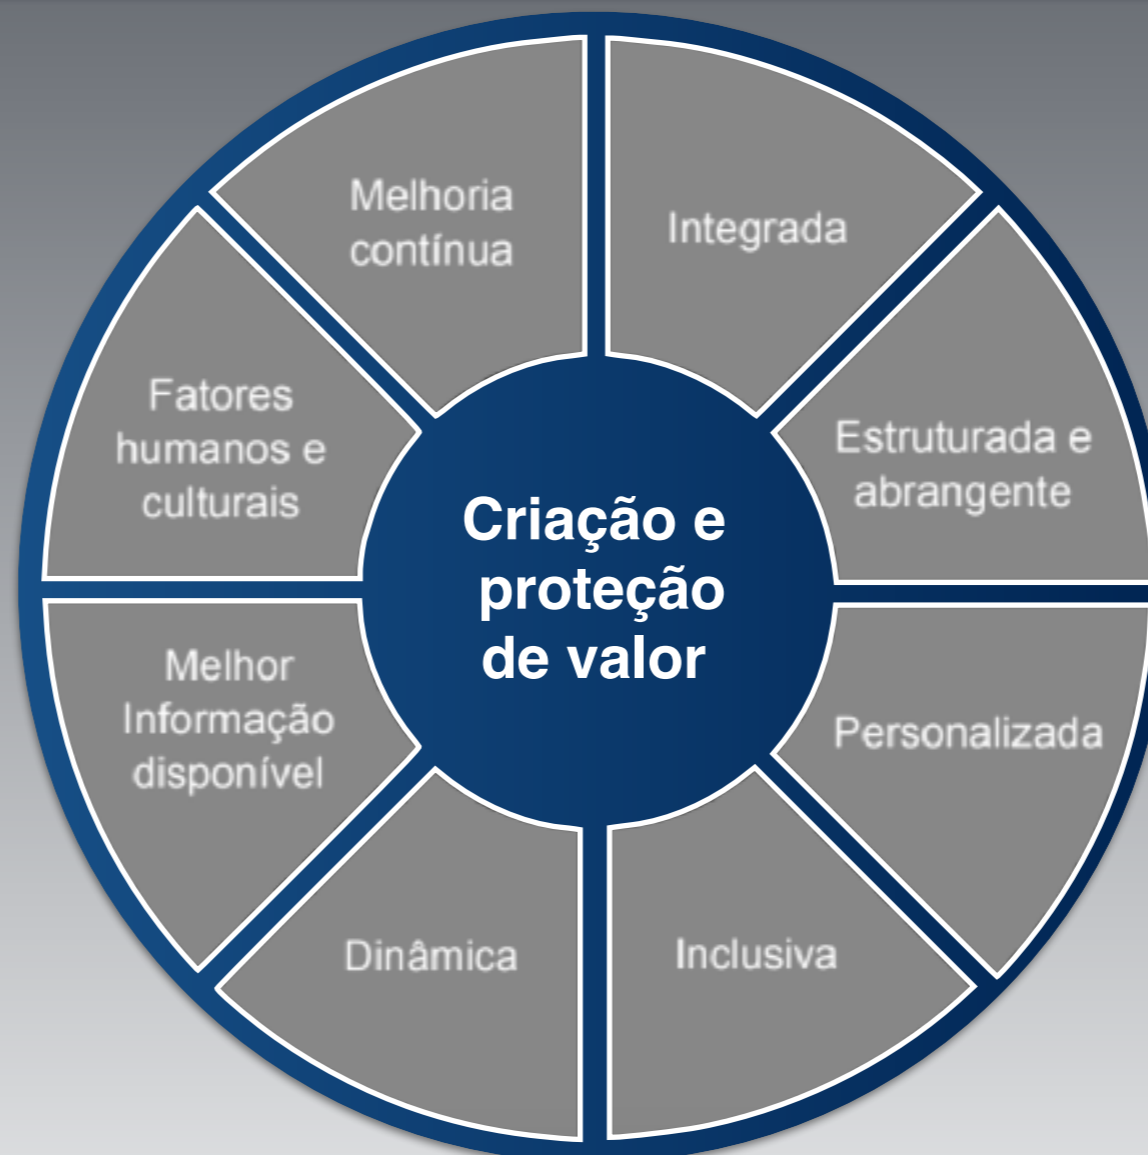 Melhoria
contínua
Integrada
Fatores
humanos e
culturais
Estruturada e
abrangente
Criação e
proteção
de valor
Melhor
Informação
disponível
Personalizada
Dinâmica
Inclusiva